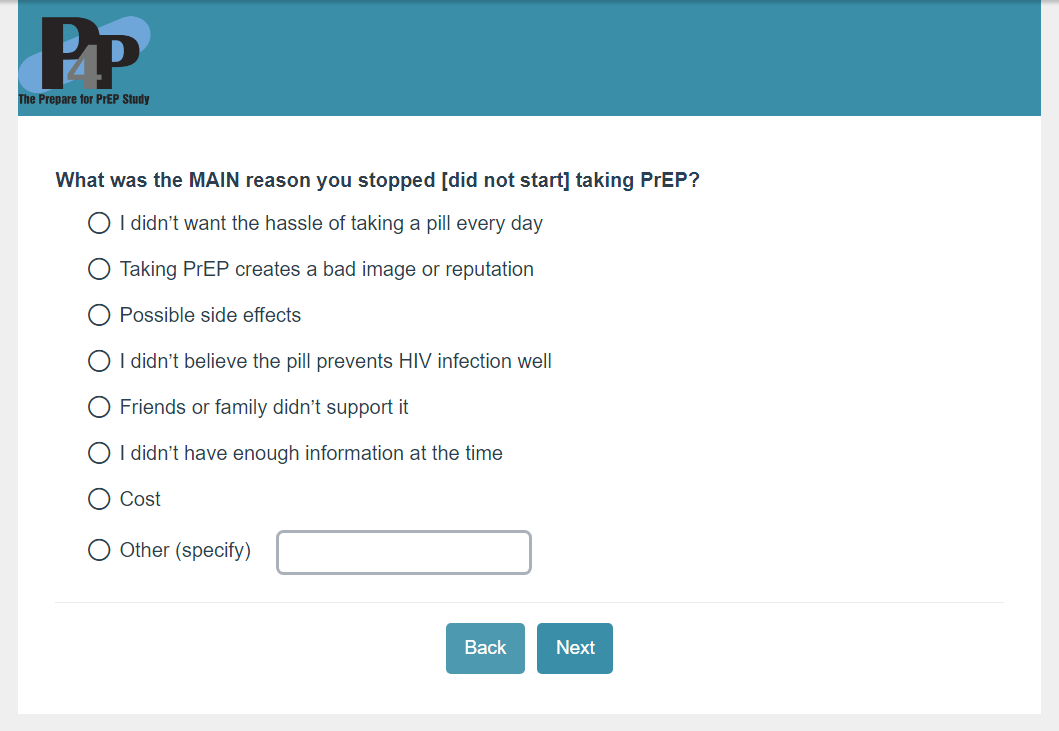 P4P
The Prepare for PrEP Study
What was the MAIN reason you stopped [did not start] taking PrEP?
I didn’t want the hassle of taking a pill every day
Taking PrEP creates a bad image or reputation
Possible side effects
I didn’t believe the pill prevents HIV infection well
Friends or family didn’t support it
I didn’t have enough information at the time
Cost
Other (specify)
Back Next